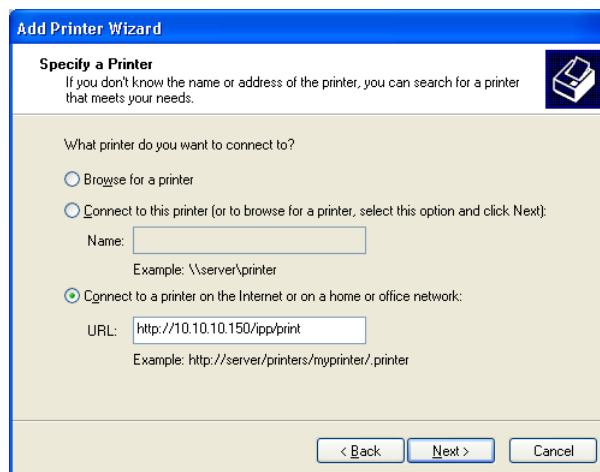 Add Printer Wizard
Specify a Printer
If you don't know the name or address of the printer, you can search for a printer
that meets your needs.
What printer do you want to connect to?
Browse for a printer
Connect to this printer (or to browse for a printer, select this option and click Next):
Name:
Example: \\server\printer
Connect to a printer on the Internet or on a home or office network:
URL: http://10.10.10.150/ipp/print
Example: http://server/printers/myprinter/.printer
< Back Next > Cancel